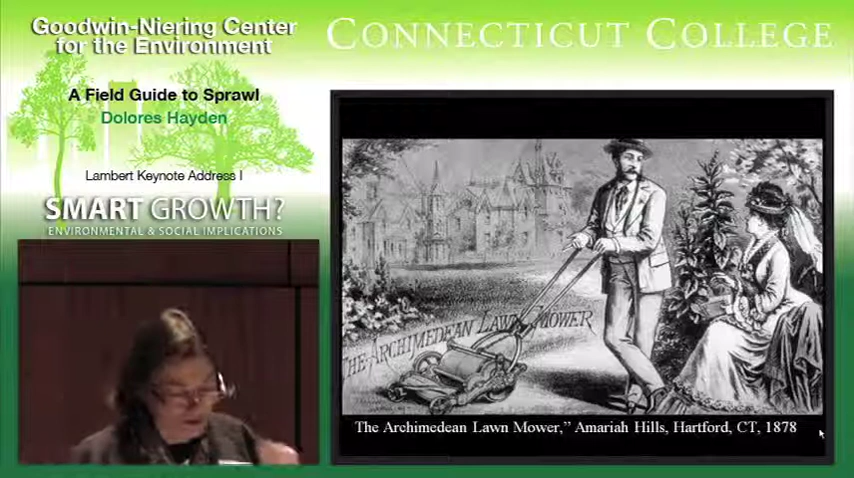 Goodwin-Niering Center
for the Environment
CONNECTICUT COLLEGE
A Field Guide to Sprawl
Dolores Hayden
Lambert Keynote Address I
SMART GROWTH?
ENVIRONMENTAL & SOCIAL IMPLICATIONS
THE ARCHIMEDEAN LAWN MOWER
The Archimedean Lawn Mower,” Amariah Hills, Hartford, CT, 1878